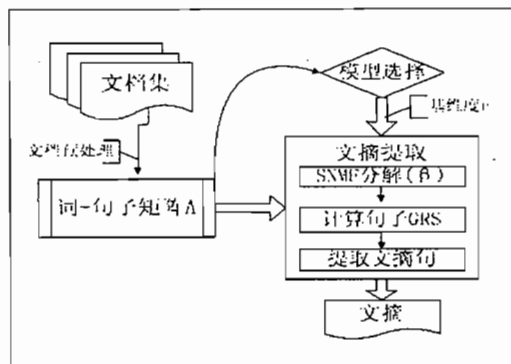 文档集
模型选择
文档预处理
基维度r
词-句子矩阵A
文摘提取
SNMF分解(β)
计算句子GRS
提取文摘句
文摘